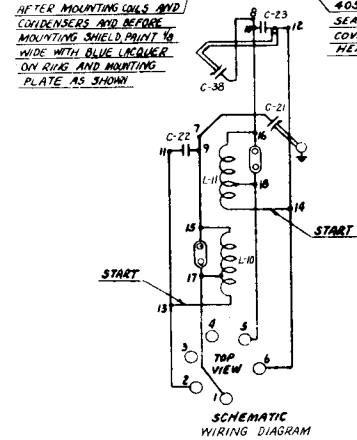 AFTER MOUNTING COILS AND
CONDENSERS AND BEFORE
MOUNTING SHIELD, PAINT 1/8
WIDE WITH BLUE LACQUER
ON RING AND MOUNTING
PLATE AS SHOWN
405
SEA
COV
HE
8
C-23
10
12
C-38
C-21
7
C-22
11
9
16
L-11
18
14
START
15
L-10
START
17
13
4
5
3
TOP
VIEW
6
2
1
SCHEMATIC
WIRING DIAGRAM